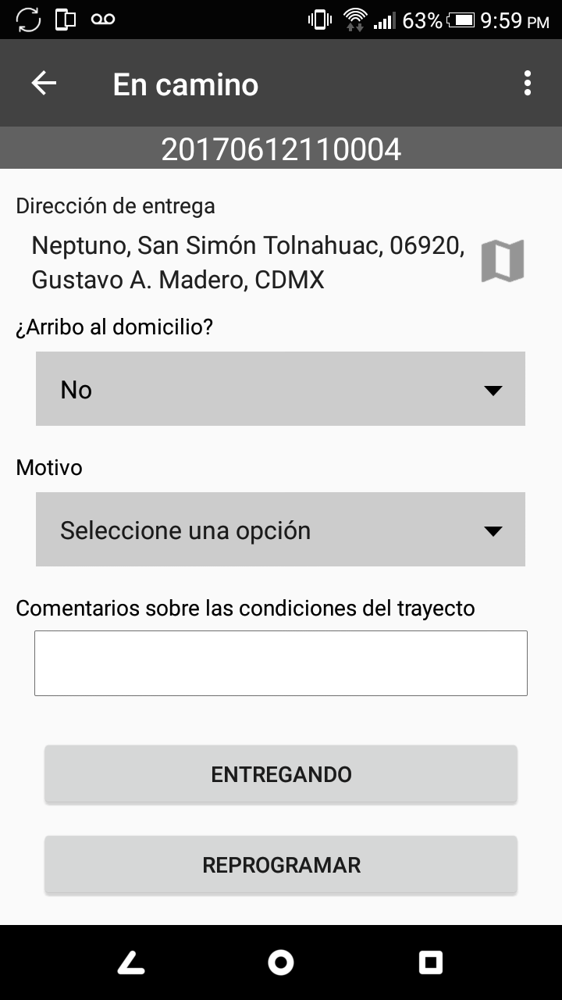 63% 9:59 PM
En camino
20170612110004
Dirección de entrega
Neptuno, San Simón Tolnahuac, 06920,
Gustavo A. Madero, CDMX
¿Arribo al domicilio?
No
Motivo
Seleccione una opción
Comentarios sobre las condiciones del trayecto
ENTREGANDO
REPROGRAMAR